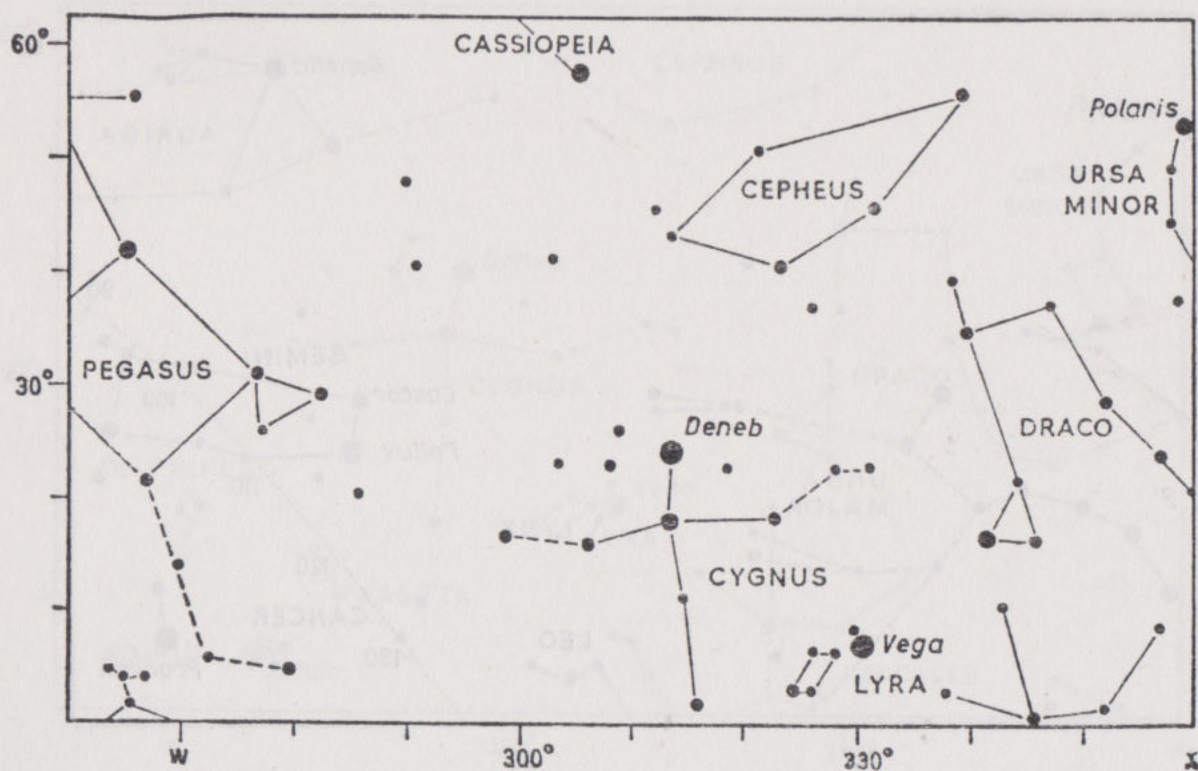 60°
CASSIOPEIA
Polaris
CEPHEUS
URSA
MINOR
PEGASUS
30°
Deneb
DRACO
CYGNUS
Vega
LYRA
W
300°
330°